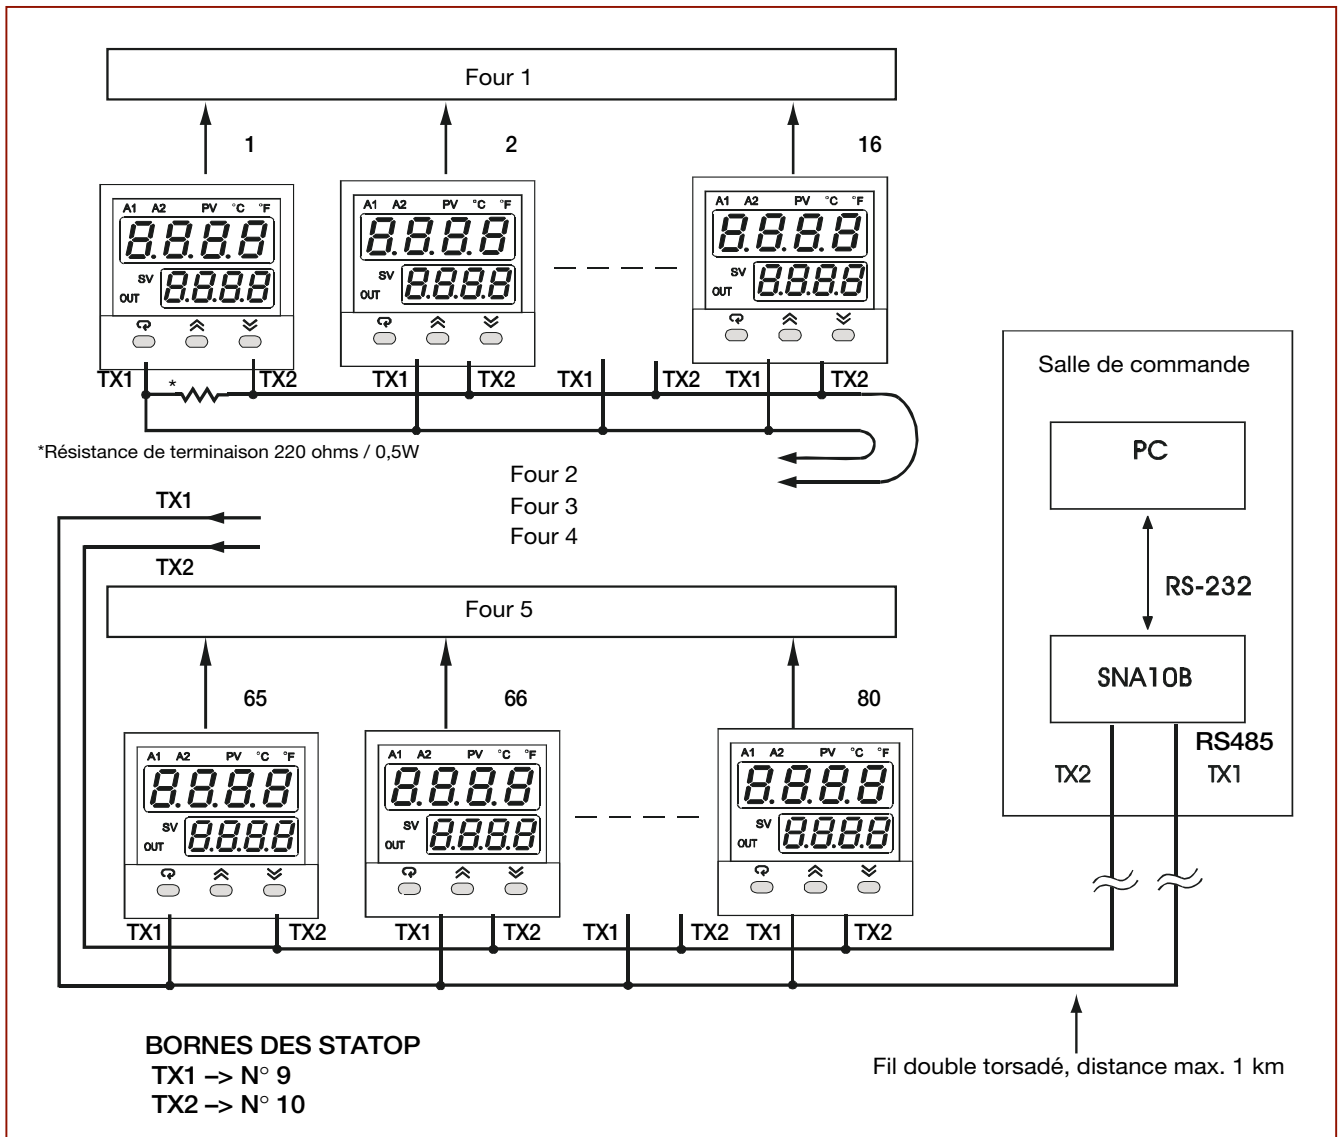 Four 1
1
2
16
A1 A2 PV °C °F
8.8.8.8
SV 8.8.8.8
OUT
A1 A2 PV °C °F
8.8.8.8
SV 8.8.8.8
OUT
A1 A2 PV °C °F
8.8.8.8
SV 8.8.8.8
OUT
TX1 * TX2 TX1 TX2 TX1 TX2 TX1 TX2
*Résistance de terminaison 220 ohms / 0,5W
Four 2
Four 3
Four 4
TX1
TX2
Four 5
65
66
80
A1 A2 PV °C °F
8.8.8.8
SV 8.8.8.8
OUT
A1 A2 PV °C °F
8.8.8.8
SV 8.8.8.8
OUT
A1 A2 PV °C °F
8.8.8.8
SV 8.8.8.8
OUT
TX1 TX2 TX1 TX2 TX1 TX2 TX1 TX2
Salle de commande
PC
RS-232
SNA10B
RS485
TX2 TX1
Fil double torsadé, distance max. 1 km
BORNES DES STATOP
TX1 –> N° 9
TX2 –> N° 10